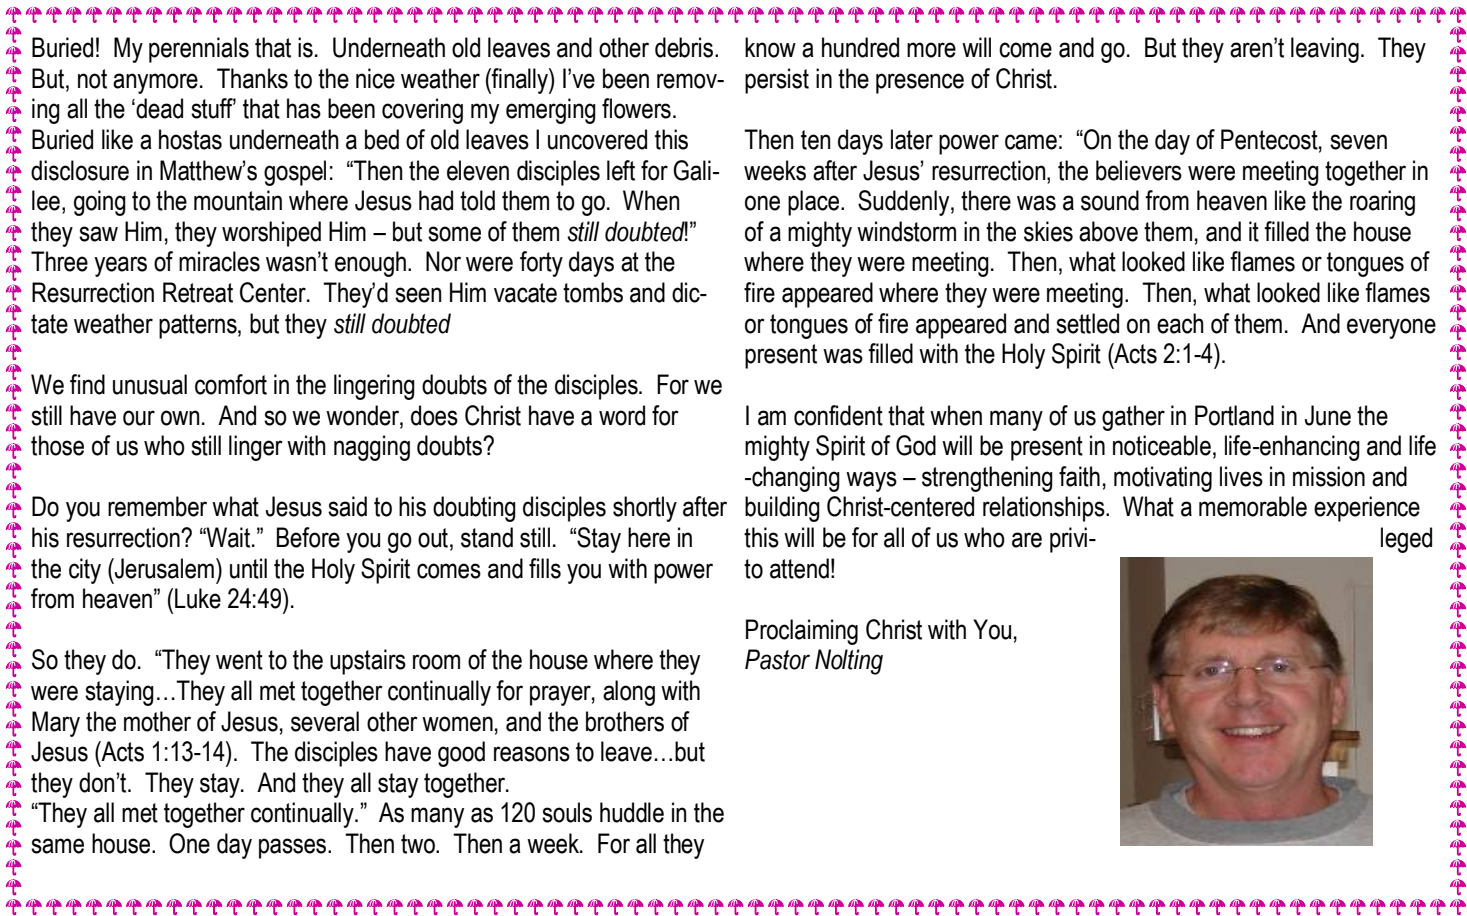 Buried!  My perennials that is.  Underneath old leaves and other debris.
But, not anymore.  Thanks to the nice weather (finally) I’ve been remov-
ing all the ‘dead stuff’ that has been covering my emerging flowers.
Buried like a hostas underneath a bed of old leaves I uncovered this
disclosure in Matthew’s gospel:  “Then the eleven disciples left for Gali-
lee, going to the mountain where Jesus had told them to go.  When
they saw Him, they worshiped Him – but some of them still doubted!”
Three years of miracles wasn’t enough.  Nor were forty days at the
Resurrection Retreat Center.  They’d seen Him vacate tombs and dic-
tate weather patterns, but they still doubted

We find unusual comfort in the lingering doubts of the disciples.  For we
still have our own.  And so we wonder, does Christ have a word for
those of us who still linger with nagging doubts?

Do you remember what Jesus said to his doubting disciples shortly after
his resurrection? “Wait.”  Before you go out, stand still.  “Stay here in
the city (Jerusalem) until the Holy Spirit comes and fills you with power
from heaven” (Luke 24:49).

So they do.  “They went to the upstairs room of the house where they
were staying…They all met together continually for prayer, along with
Mary the mother of Jesus, several other women, and the brothers of
Jesus (Acts 1:13-14).  The disciples have good reasons to leave…but
they don’t.  They stay.  And they all stay together.
“They all met together continually.”  As many as 120 souls huddle in the
same house.  One day passes.  Then two.  Then a week.  For all they
know a hundred more will come and go.  But they aren’t leaving.  They
persist in the presence of Christ.

Then ten days later power came:  “On the day of Pentecost, seven
weeks after Jesus’ resurrection, the believers were meeting together in
one place.  Suddenly, there was a sound from heaven like the roaring
of a mighty windstorm in the skies above them, and it filled the house
where they were meeting.  Then, what looked like flames or tongues of
fire appeared where they were meeting.  Then, what looked like flames
or tongues of fire appeared and settled on each of them.  And everyone
present was filled with the Holy Spirit (Acts 2:1-4).

I am confident that when many of us gather in Portland in June the
mighty Spirit of God will be present in noticeable, life-enhancing and life
-changing ways – strengthening faith, motivating lives in mission and
building Christ-centered relationships.  What a memorable experience
this will be for all of us who are privi- leged
to attend!

Proclaiming Christ with You,
Pastor Nolting